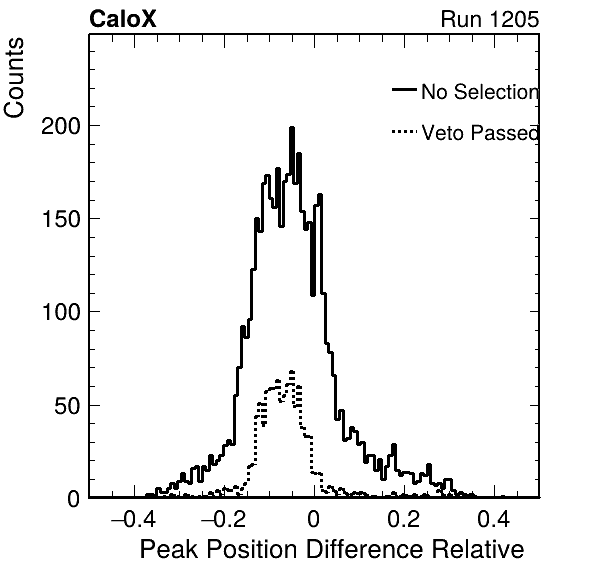 CaloX Run 1205
Counts
No Selection
Veto Passed
200
150
100
50
0
−0.4 −0.2 0 0.2 0.4
Peak Position Difference Relative